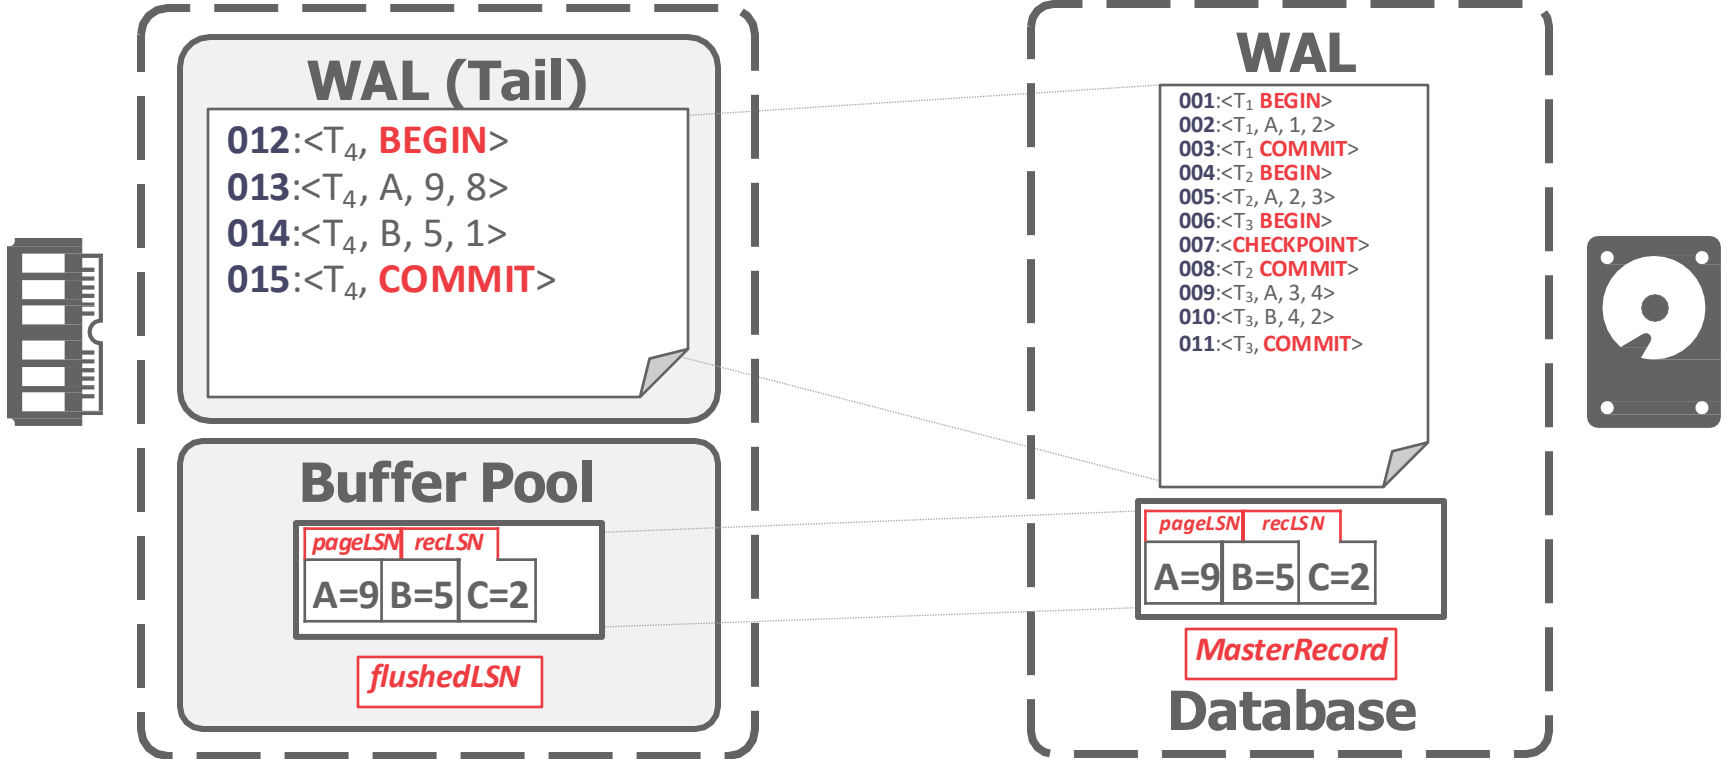 WAL (Tail)
012:<T4, BEGIN>
013:<T4, A, 9, 8>
014:<T4, B, 5, 1>
015:<T4, COMMIT>
Buffer Pool
pageLSN recLSN
A=9 B=5 C=2
flushedLSN
WAL
001:<T1 BEGIN>
002:<T1, A, 1, 2>
003:<T1 COMMIT>
004:<T2 BEGIN>
005:<T2, A, 2, 3>
006:<T3 BEGIN>
007:<CHECKPOINT>
008:<T2 COMMIT>
009:<T3, A, 3, 4>
010:<T3, B, 4, 2>
011:<T3, COMMIT>
pageLSN recLSN
A=9 B=5 C=2
MasterRecord
Database